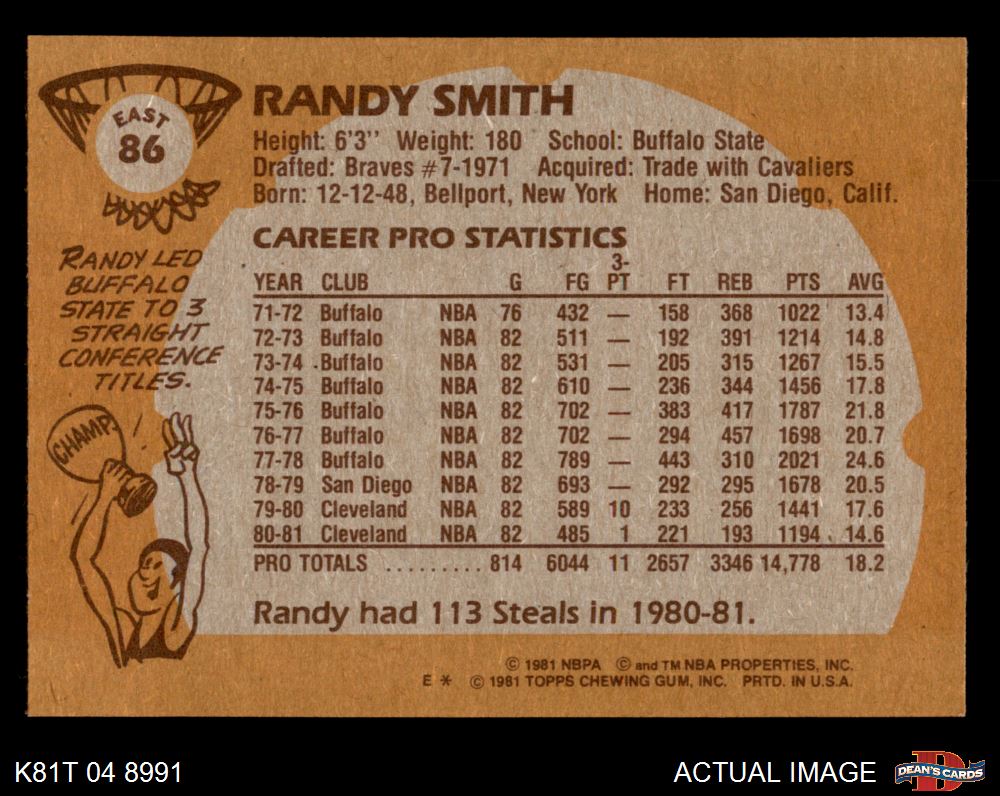 EAST
86
RANDY SMITH
Height: 6'3'' Weight: 180 School: Buffalo State
Drafted: Braves #7-1971 Acquired: Trade with Cavaliers
Born: 12-12-48, Bellport, New York Home: San Diego, Calif.
RANDY LED
BUFFALO
STATE TO 3
STRAIGHT
CONFERENCE
TITLES.
CHAMP.
CAREER PRO STATISTICS
YEAR CLUB G FG 3-PT FT REB PTS AVG
71-72 Buffalo NBA 76 432 — 158 368 1022 13.4
72-73 Buffalo NBA 82 511 — 192 391 1214 14.8
73-74 Buffalo NBA 82 531 — 205 315 1267 15.5
74-75 Buffalo NBA 82 610 — 236 344 1456 17.8
75-76 Buffalo NBA 82 702 — 383 417 1787 21.8
76-77 Buffalo NBA 82 702 — 294 457 1698 20.7
77-78 Buffalo NBA 82 789 — 443 310 2021 24.6
78-79 San Diego NBA 82 693 — 292 295 1678 20.5
79-80 Cleveland NBA 82 589 10 233 256 1441 17.6
80-81 Cleveland NBA 82 485 1 221 193 1194 14.6
PRO TOTALS ......... 814 6044 11 2657 3346 14,778 18.2
Randy had 113 Steals in 1980-81.
© 1981 NBPA © and TM NBA PROPERTIES, INC.
E * © 1981 TOPPS CHEWING GUM, INC. PRTD. IN U.S.A.
K81T 04 8991
ACTUAL IMAGE
D
DEAN'S CARDS